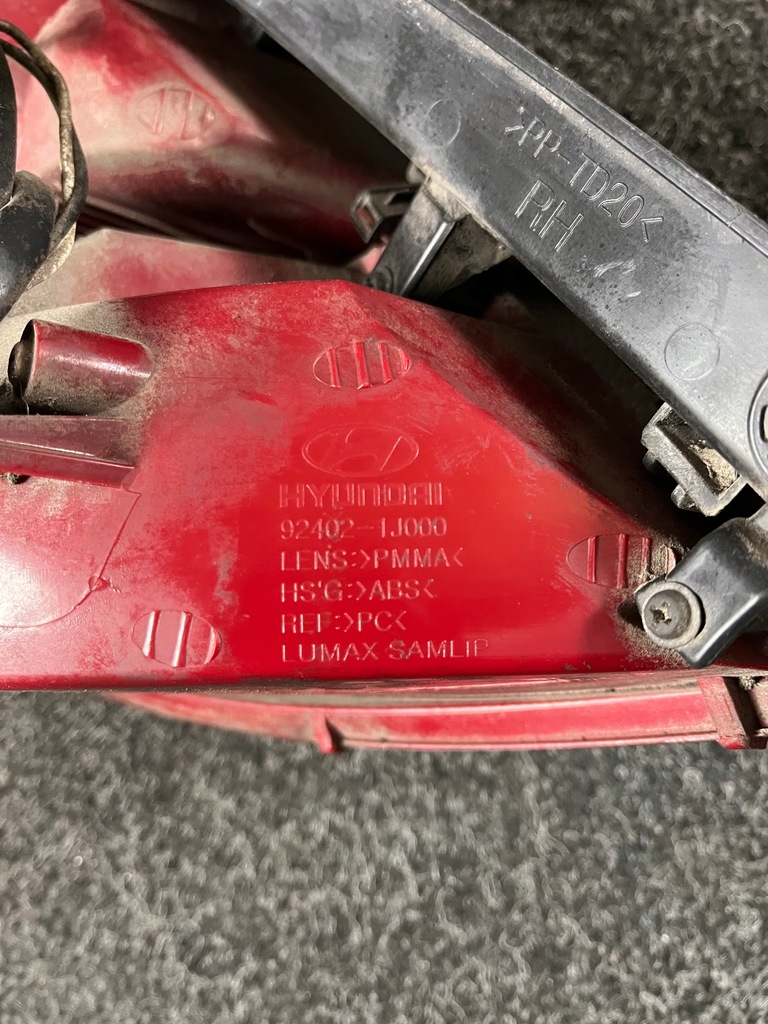 >PP-TD20<
RH
HYUNDAI
92402-1J000
LENS:>PMMA<
HS'G:>ABS<
REF:>PC<
LUMAX SAMLIP